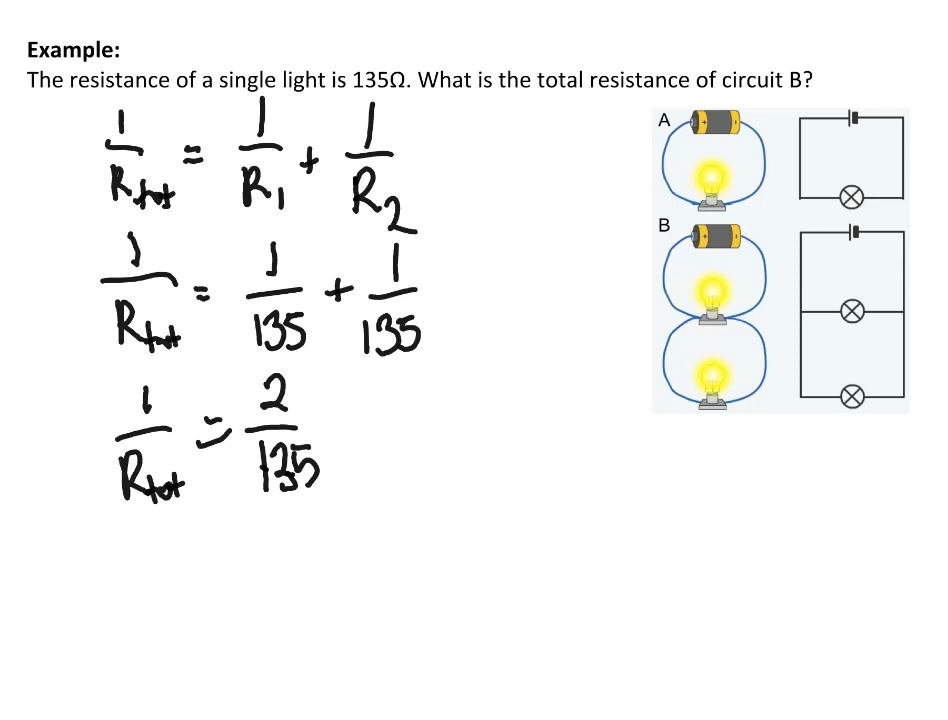 Example:
The resistance of a single light is 135Ω. What is the total resistance of circuit B?
1/Rtot = 1/R1 + 1/R2
1/Rtot = 1/135 + 1/135
1/Rtot = 2/135
A
B